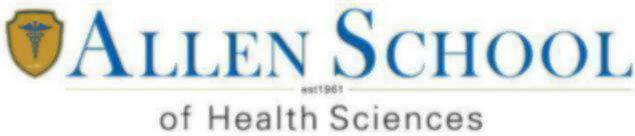 ALLEN SCHOOL
est1961
of Health Sciences